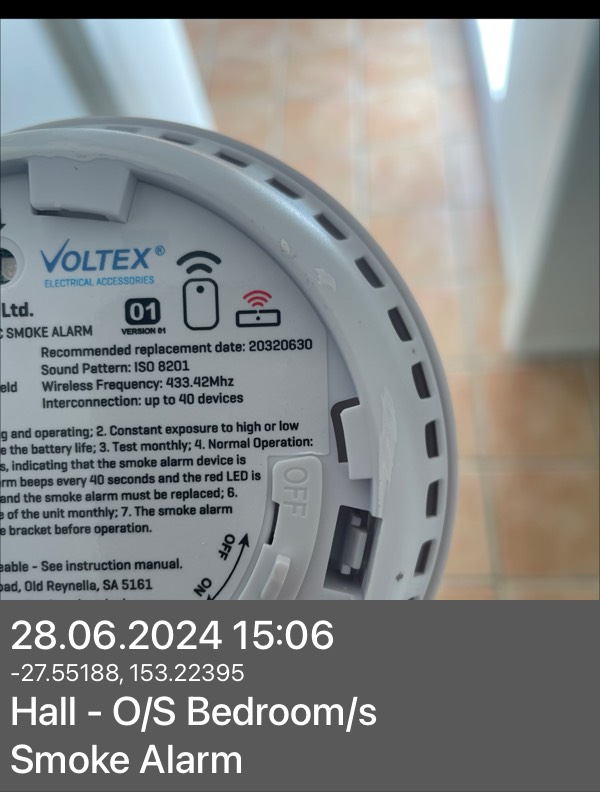 VOLTEX®
ELECTRICAL ACCESSORIES
Ltd.
01
C SMOKE ALARM
VERSION 01
Recommended replacement date: 20320630
Sound Pattern: ISO 8201
eld Wireless Frequency: 433.42Mhz
Interconnection: up to 40 devices
g and operating; 2. Constant exposure to high or low
e the battery life; 3. Test monthly; 4. Normal Operation:
s, indicating that the smoke alarm device is
rm beeps every 40 seconds and the red LED is
and the smoke alarm must be replaced; 6.
e of the unit monthly; 7. The smoke alarm
e bracket before operation.
OFF
OFF
ON
eable - See instruction manual.
oad, Old Reynella, SA 5161
28.06.2024 15:06
-27.55188, 153.22395
Hall - O/S Bedroom/s
Smoke Alarm